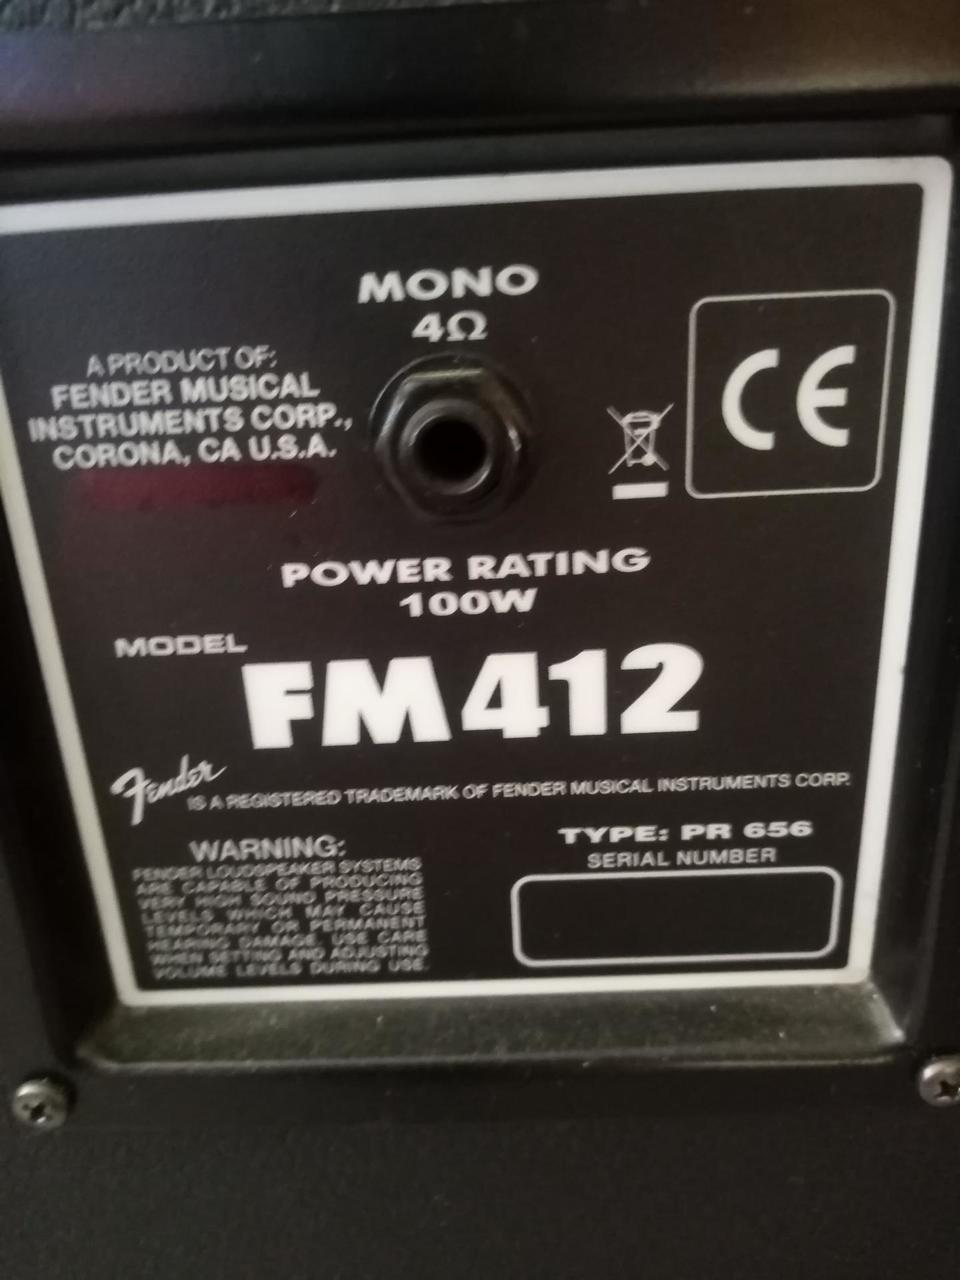 MONO
4Ω
A PRODUCT OF:
FENDER MUSICAL
INSTRUMENTS CORP.,
CORONA, CA U.S.A.
CE
POWER RATING
100W
MODEL
FM412
Fender
IS A REGISTERED TRADEMARK OF FENDER MUSICAL INSTRUMENTS CORP.
WARNING:
FENDER LOUDSPEAKER SYSTEMS
ARE CAPABLE OF PRODUCING
VERY HIGH SOUND PRESSURE
LEVELS WHICH MAY CAUSE
TEMPORARY OR PERMANENT
HEARING DAMAGE. USE CARE
WHEN SETTING AND ADJUSTING
VOLUME LEVELS DURING USE.
TYPE: PR 656
SERIAL NUMBER